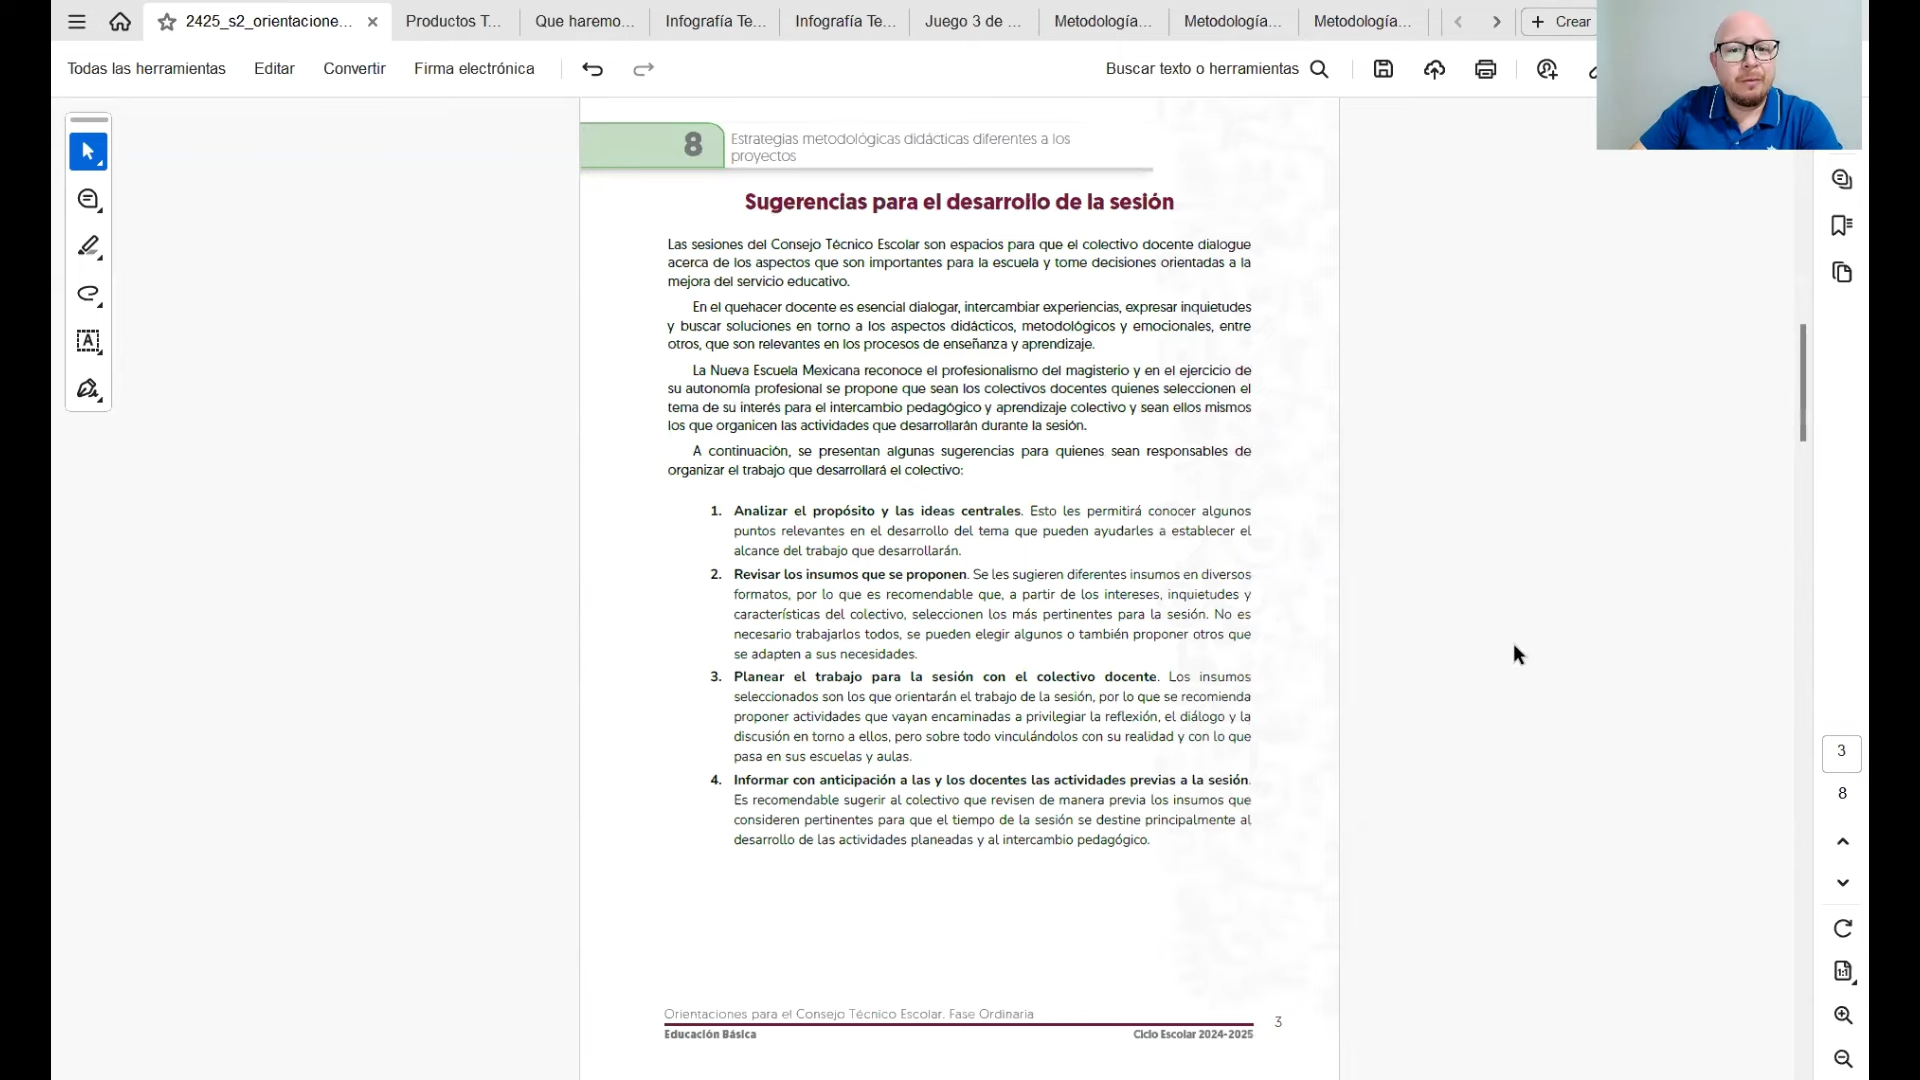 2425_s2_orientacione...
Productos T...
Que haremo...
Infografía Te...
Infografía Te...
Juego 3 de ...
Metodología...
Metodología...
Metodología...
Crear
Todas las herramientas
Editar
Convertir
Firma electrónica
Buscar texto o herramientas
8
Estrategias metodológicas didácticas diferentes a los
proyectos
Sugerencias para el desarrollo de la sesión
Las sesiones del Consejo Técnico Escolar son espacios para que el colectivo docente dialogue
acerca de los aspectos que son importantes para la escuela y tome decisiones orientadas a la
mejora del servicio educativo.
En el quehacer docente es esencial dialogar, intercambiar experiencias, expresar inquietudes
y buscar soluciones en torno a los aspectos didácticos, metodológicos y emocionales, entre
otros, que son relevantes en los procesos de enseñanza y aprendizaje.
La Nueva Escuela Mexicana reconoce el profesionalismo del magisterio y en el ejercicio de
su autonomía profesional se propone que sean los colectivos docentes quienes seleccionen el
tema de su interés para el intercambio pedagógico y aprendizaje colectivo y sean ellos mismos
los que organicen las actividades que desarrollarán durante la sesión.
A continuación, se presentan algunas sugerencias para quienes sean responsables de
organizar el trabajo que desarrollará el colectivo:
1. Analizar el propósito y las ideas centrales. Esto les permitirá conocer algunos
puntos relevantes en el desarrollo del tema que pueden ayudarles a establecer el
alcance del trabajo que desarrollarán.
2. Revisar los insumos que se proponen. Se les sugieren diferentes insumos en diversos
formatos, por lo que es recomendable que, a partir de los intereses, inquietudes y
características del colectivo, seleccionen los más pertinentes para la sesión. No es
necesario trabajarlos todos, se pueden elegir algunos o también proponer otros que
se adapten a sus necesidades.
3. Planear el trabajo para la sesión con el colectivo docente. Los insumos
seleccionados son los que orientarán el trabajo de la sesión, por lo que se recomienda
proponer actividades que vayan encaminadas a privilegiar la reflexión, el diálogo y la
discusión en torno a ellos, pero sobre todo vinculándolos con su realidad y con lo que
pasa en sus escuelas y aulas.
4. Informar con anticipación a las y los docentes las actividades previas a la sesión.
Es recomendable sugerir al colectivo que revisen de manera previa los insumos que
consideren pertinentes para que el tiempo de la sesión se destine principalmente al
desarrollo de las actividades planeadas y al intercambio pedagógico.
Orientaciones para el Consejo Técnico Escolar. Fase Ordinaria
Educación Básica
Ciclo Escolar 2024-2025
3
3
8